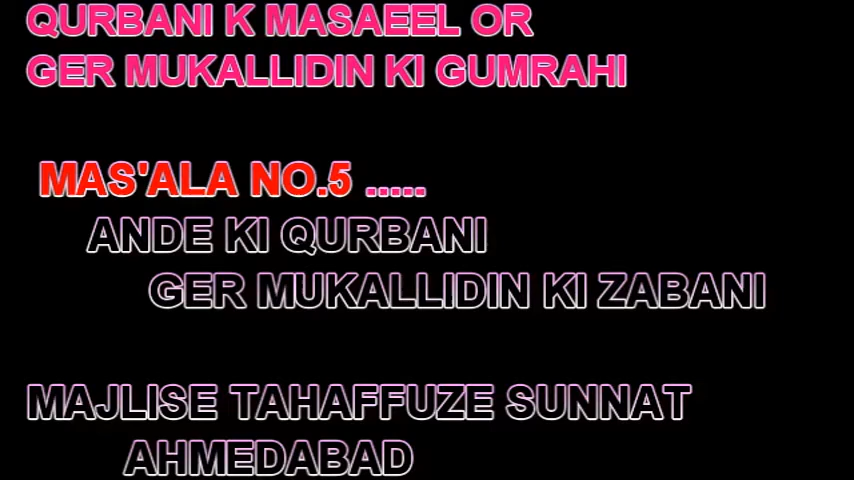 QURBANI K MASAEEL OR
GER MUKALLIDIN KI GUMRAHI
MAS'ALA NO.5 .....
ANDE KI QURBANI
GER MUKALLIDIN KI ZABANI
MAJLISE TAHAFFUZE SUNNAT
AHMEDABAD